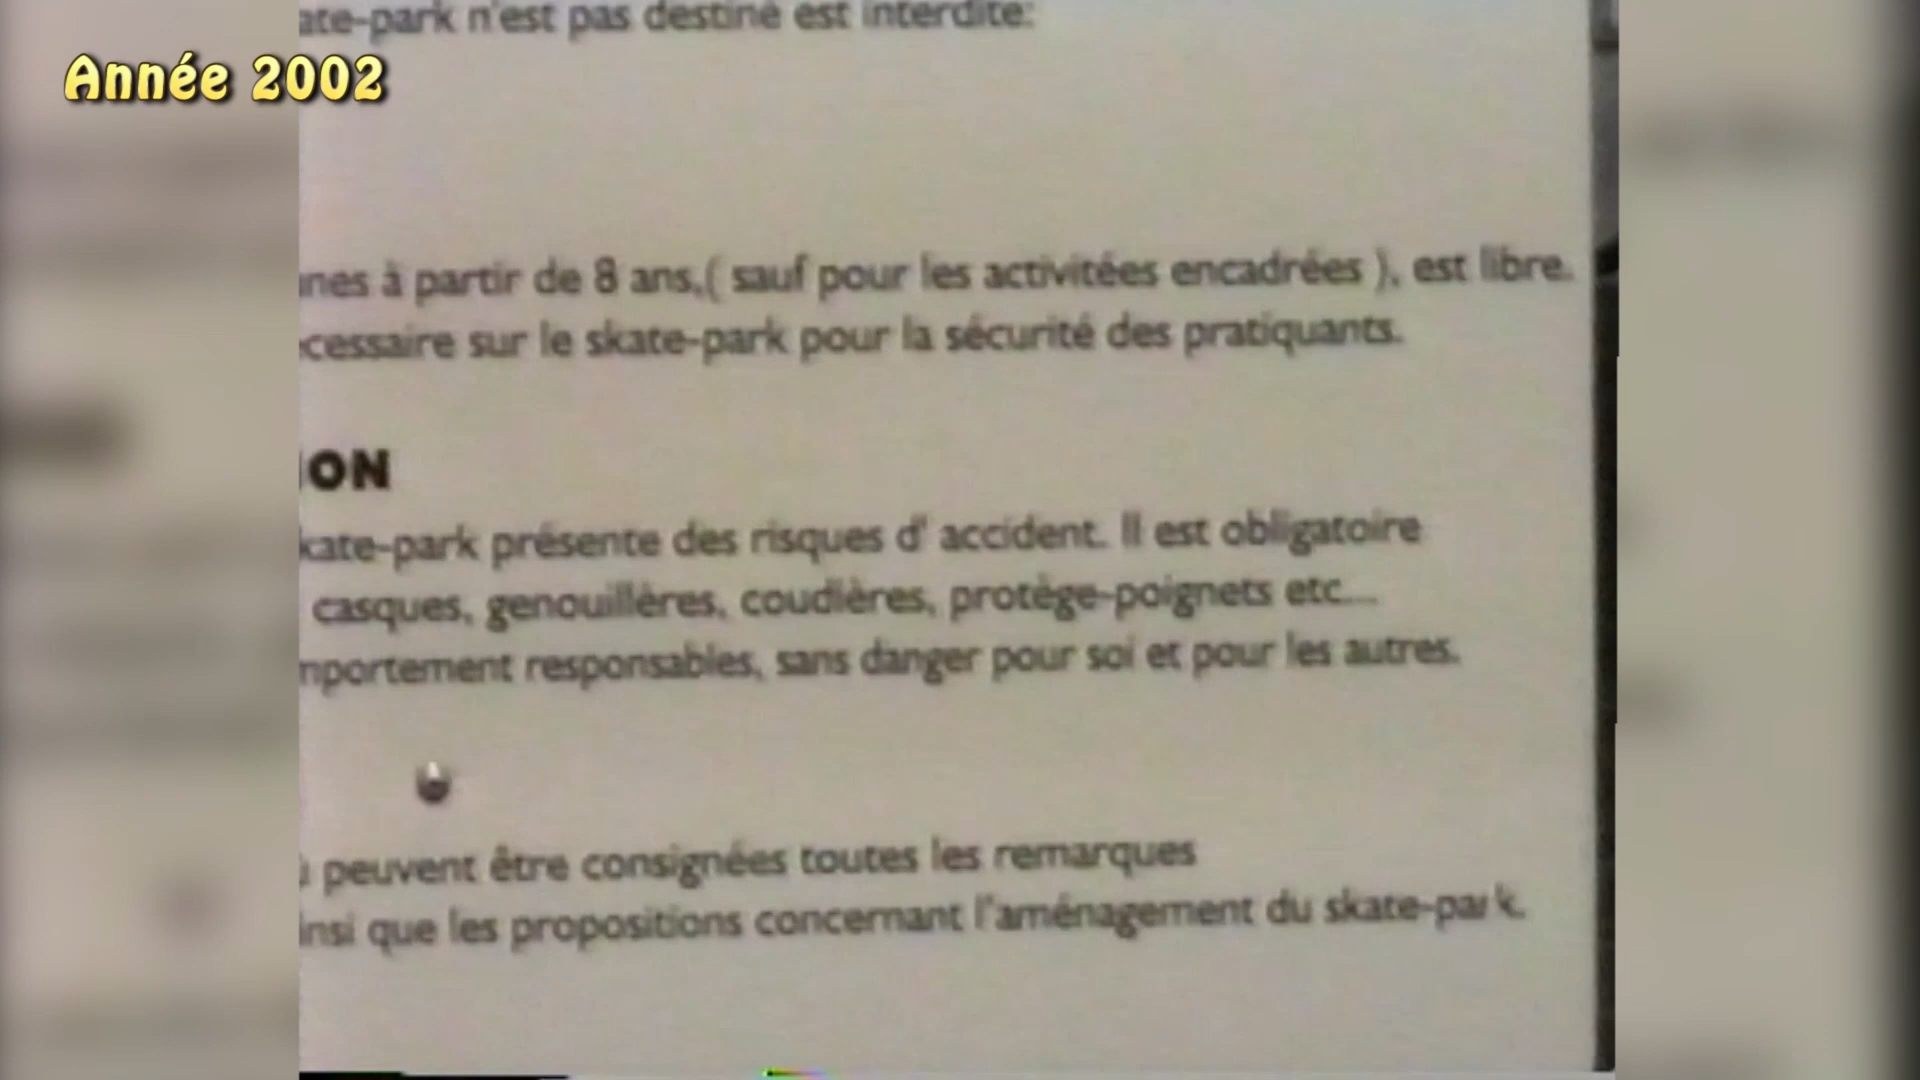 ate-park n'est pas destiné est interdite:
Année 2002
nes à partir de 8 ans,( sauf pour les activitées encadrées ), est libre.
cessaire sur le skate-park pour la sécurité des pratiquants.
ION
kate-park présente des risques d' accident. Il est obligatoire
casques, genouillères, coudières, protège-poignets etc...
mportement responsables, sans danger pour soi et pour les autres.
ù peuvent être consignées toutes les remarques
insi que les propositions concernant l'aménagement du skate-park.